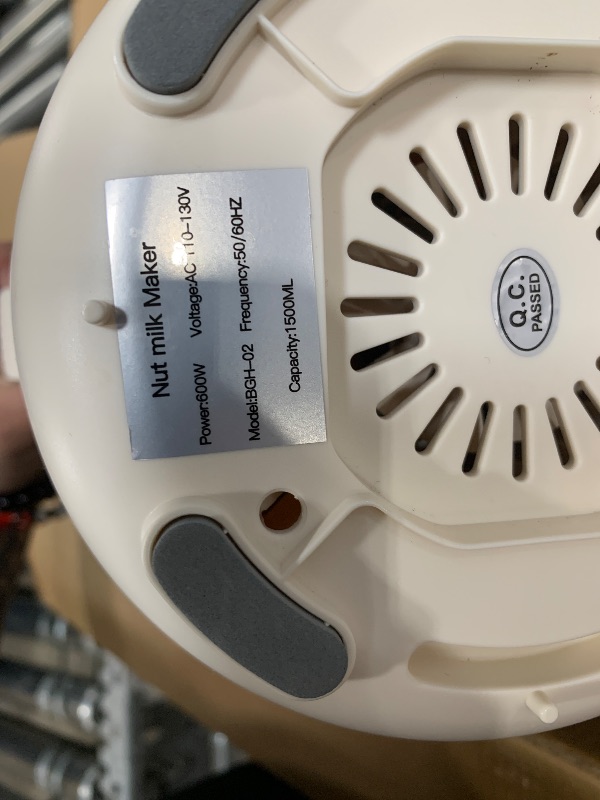 Nut milk Maker
Power:600W Voltage:AC 110-130V
Model:BGH-02 Frequency:50/60HZ
Capacity:1500ML
Q.C.
PASSED